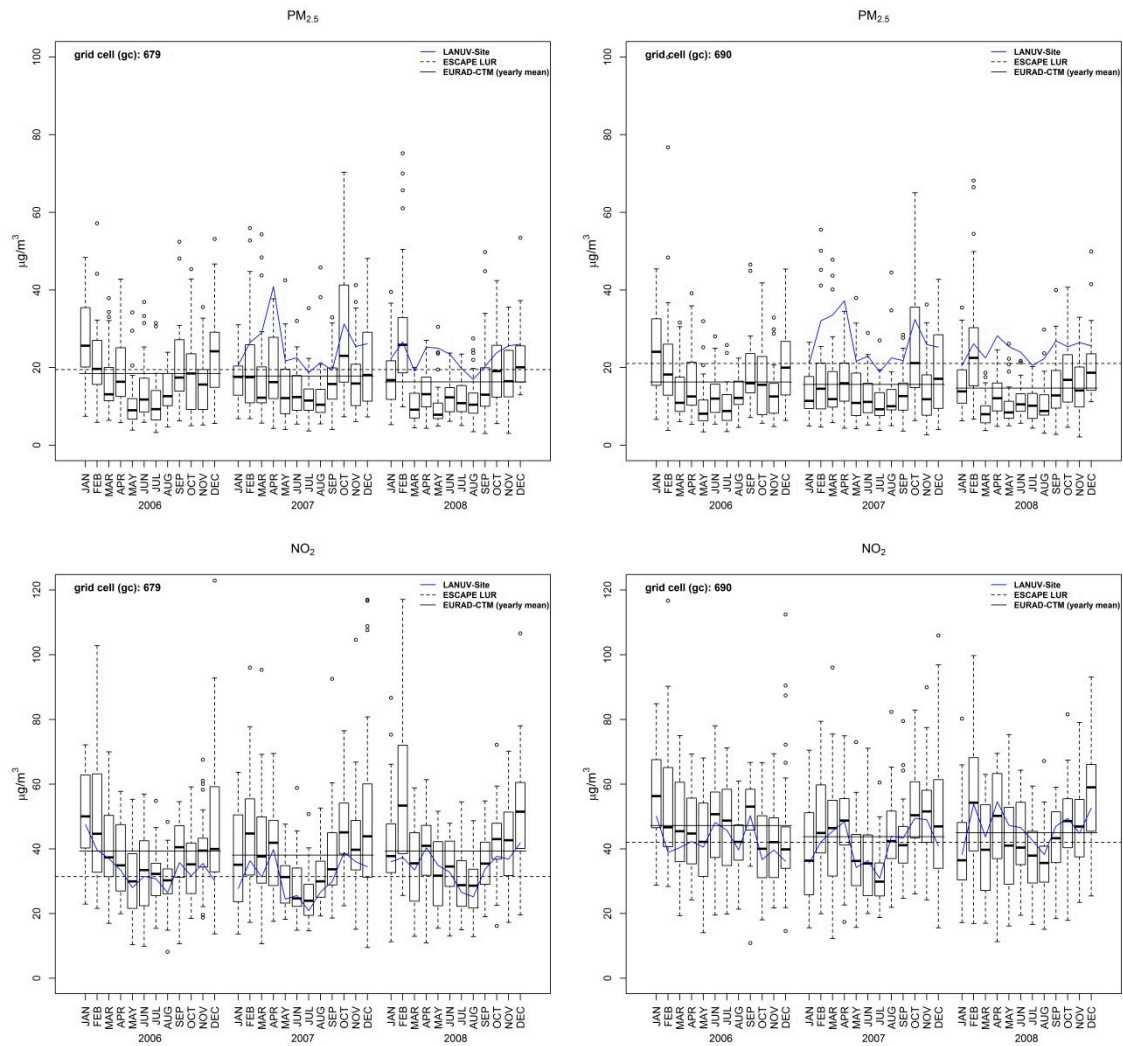 PM2.5
grid cell (gc): 679
LANUV-Site
ESCAPE LUR
EURAD-CTM (yearly mean)
µg/m³
100
80
60
40
20
0
JAN FEB MAR APR MAY JUN JUL AUG SEP OCT NOV DEC JAN FEB MAR APR MAY JUN JUL AUG SEP OCT NOV DEC JAN FEB MAR APR MAY JUN JUL AUG SEP OCT NOV DEC
2006 2007 2008
PM2.5
grid cell (gc): 690
LANUV-Site
ESCAPE LUR
EURAD-CTM (yearly mean)
µg/m³
100
80
60
40
20
0
JAN FEB MAR APR MAY JUN JUL AUG SEP OCT NOV DEC JAN FEB MAR APR MAY JUN JUL AUG SEP OCT NOV DEC JAN FEB MAR APR MAY JUN JUL AUG SEP OCT NOV DEC
2006 2007 2008
NO2
grid cell (gc): 679
LANUV-Site
ESCAPE LUR
EURAD-CTM (yearly mean)
µg/m³
120
100
80
60
40
20
0
JAN FEB MAR APR MAY JUN JUL AUG SEP OCT NOV DEC JAN FEB MAR APR MAY JUN JUL AUG SEP OCT NOV DEC JAN FEB MAR APR MAY JUN JUL AUG SEP OCT NOV DEC
2006 2007 2008
NO2
grid cell (gc): 690
LANUV-Site
ESCAPE LUR
EURAD-CTM (yearly mean)
µg/m³
120
100
80
60
40
20
0
JAN FEB MAR APR MAY JUN JUL AUG SEP OCT NOV DEC JAN FEB MAR APR MAY JUN JUL AUG SEP OCT NOV DEC JAN FEB MAR APR MAY JUN JUL AUG SEP OCT NOV DEC
2006 2007 2008